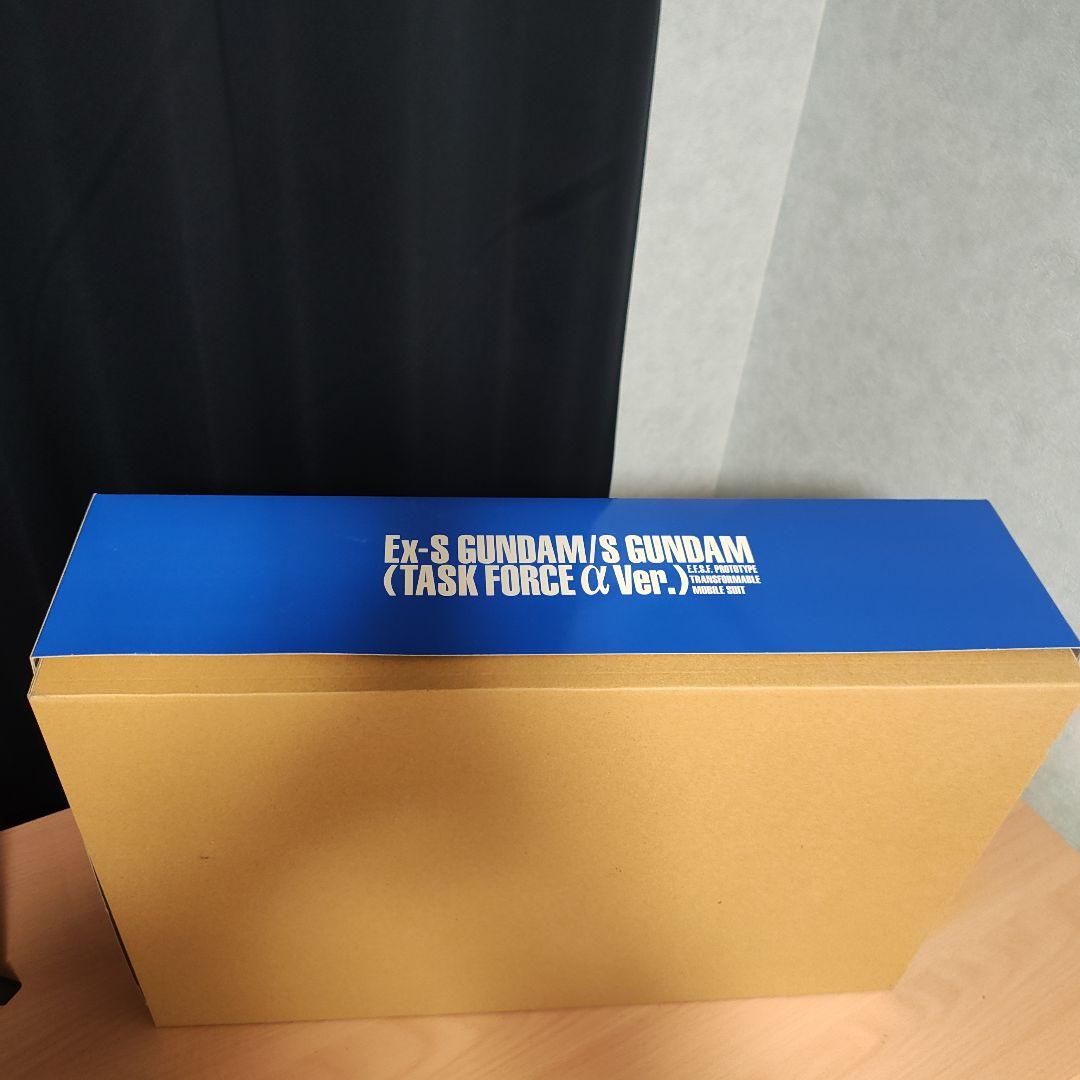 Ex-S GUNDAM/S GUNDAM
(TASK FORCE α Ver.)
E.F.S.F. PROTOTYPE
TRANSFORMABLE
MOBILE SUIT